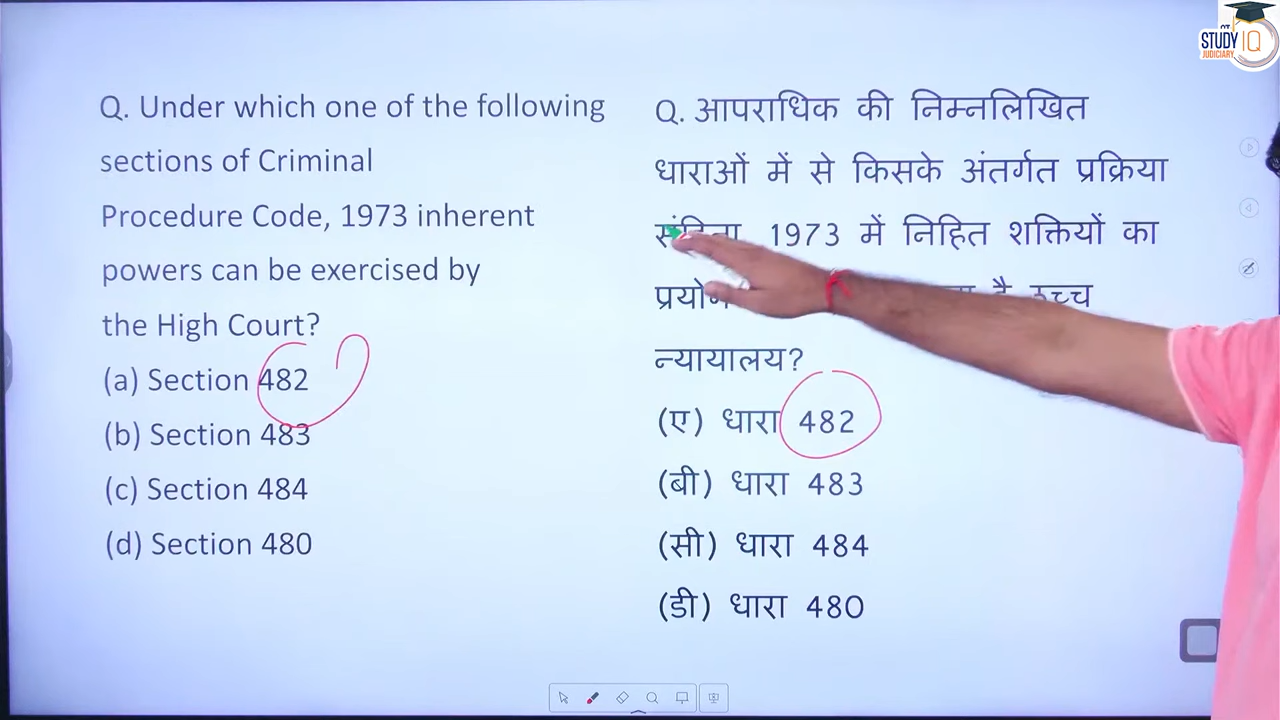 Q. Under which one of the following
sections of Criminal
Procedure Code, 1973 inherent
powers can be exercised by
the High Court?
(a) Section 482
(b) Section 483
(c) Section 484
(d) Section 480
Q. आपराधिक की निम्नलिखित
धाराओं में से किसके अंतर्गत प्रक्रिया
संहिता 1973 में निहित शक्तियों का
है उच्च
न्यायालय?
(ए) धारा 482
(बी) धारा 483
(सी) धारा 484
(डी) धारा 480
STUDY IQ
JUDICIARY